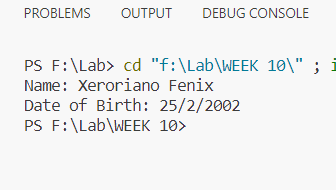 PROBLEMS OUTPUT DEBUG CONSOLE
PS F:\Lab> cd "f:\Lab\WEEK 10\" ; i
Name: Xeroriano Fenix
Date of Birth: 25/2/2002
PS F:\Lab\WEEK 10>